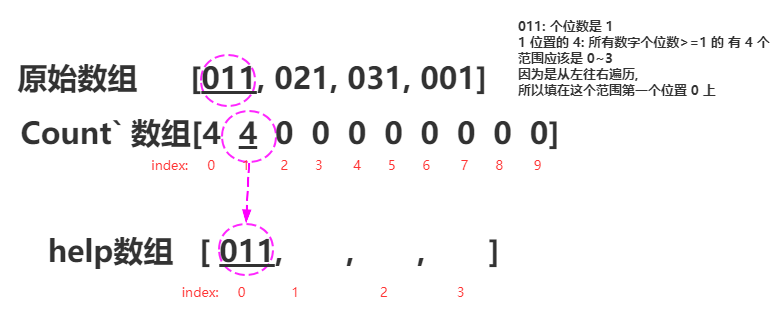 011: 个位数是 1
1 位置的 4: 所有数字个位数>=1 的 有 4 个
范围应该是 0~3
因为是从左往右遍历,
所以填在这个范围第一个位置 0 上
原始数组 [011, 021, 031, 001]
Count` 数组[4 4 0 0 0 0 0 0 0 0]
index: 0 1 2 3 4 5 6 7 8 9
help数组 [ 011, , , ]
index: 0 1 2 3